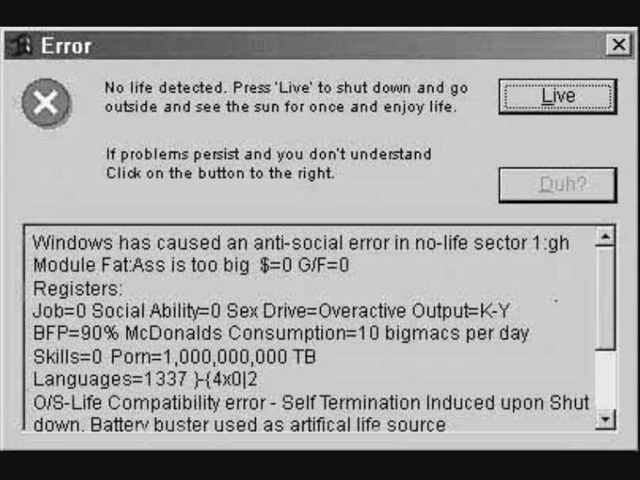 Error
No life detected. Press 'Live' to shut down and go
outside and see the sun for once and enjoy life.
Live
If problems persist and you don't understand
Click on the button to the right.
Duh?
Windows has caused an anti-social error in no-life sector 1:gh
Module Fat:Ass is too big $=0 G/F=0
Registers:
Job=0 Social Ability=0 Sex Drive=Overactive Output=K-Y
BFP=90% McDonalds Consumption=10 bigmacs per day
Skills=0 Porn=1,000,000,000 TB
Languages=1337 }-{4x0|2
O/S-Life Compatibility error - Self Termination Induced upon Shut
down. Battery buster used as artifical life source